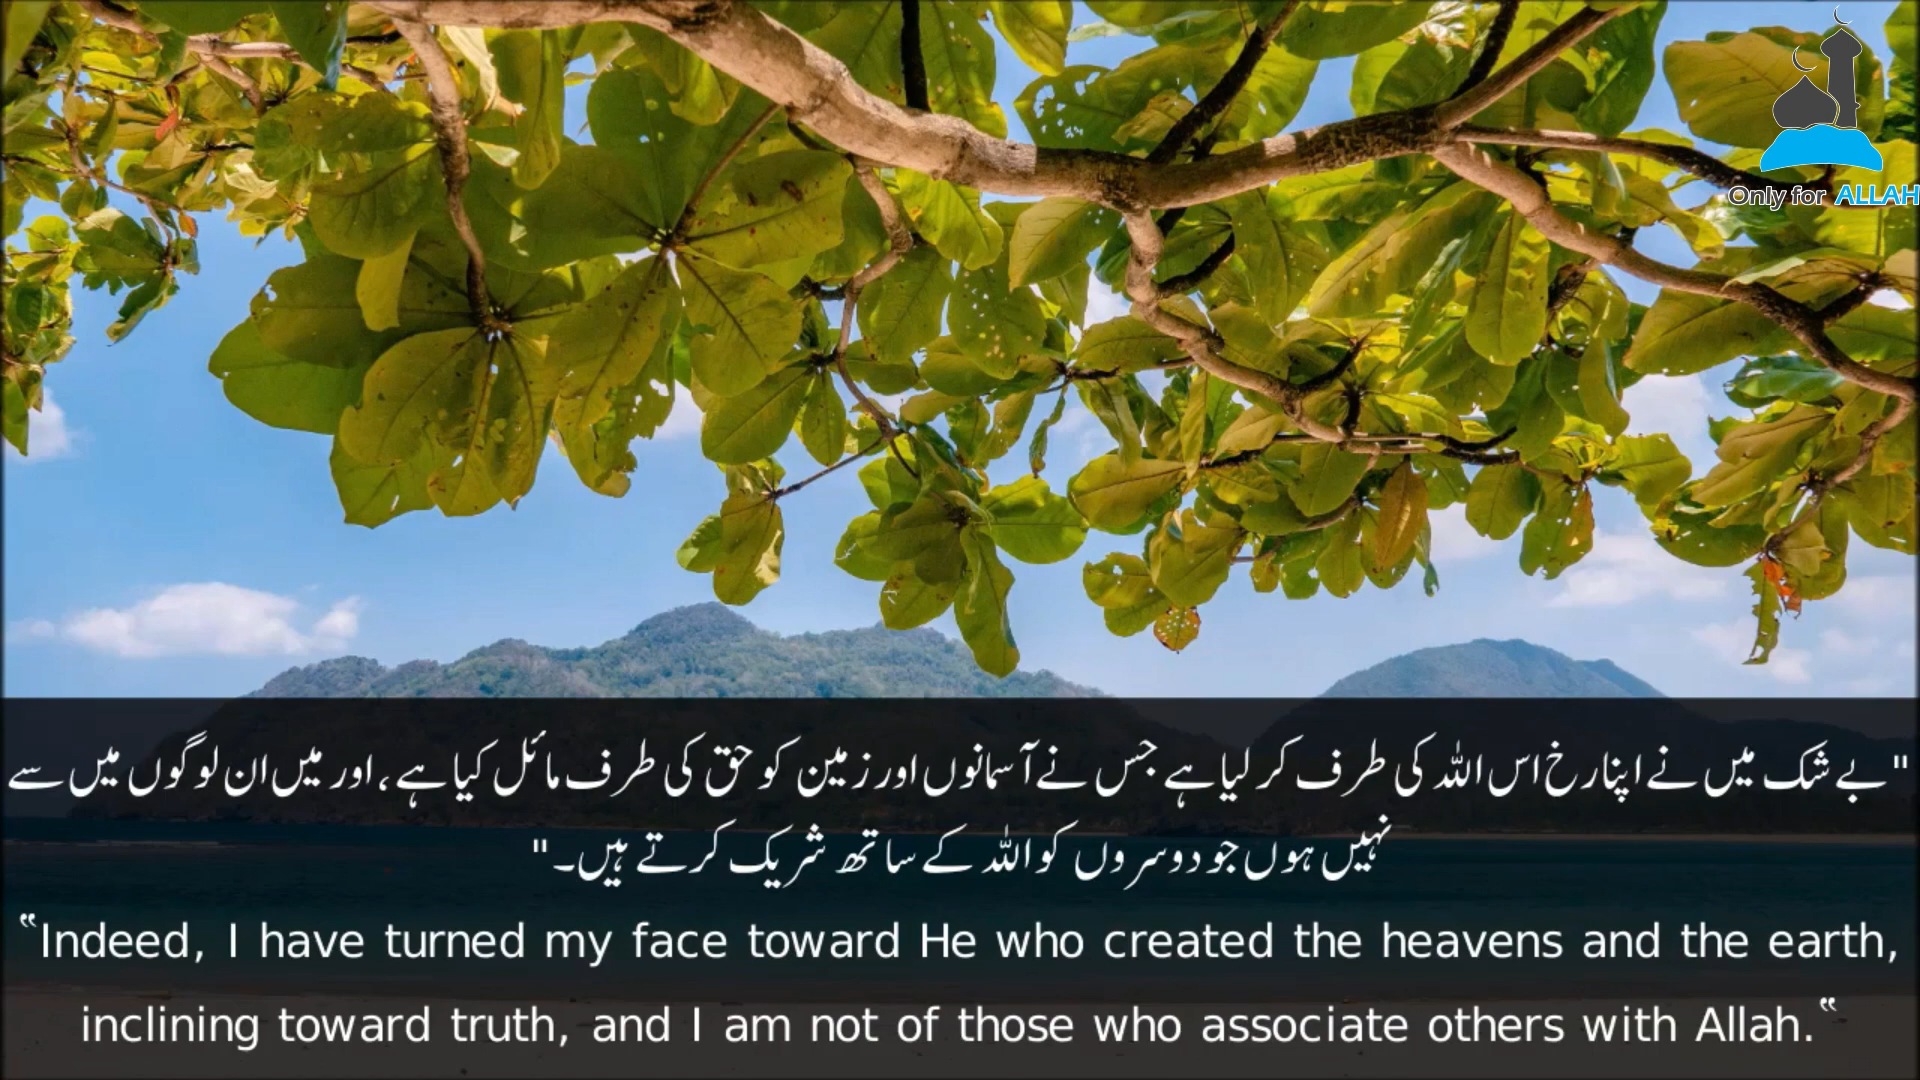 Only for ALLAH
"بے شک میں نے اپنا رخ اس اللہ کی طرف کر لیا ہے جس نے آسمانوں اور زمین کو حق کی طرف مائل کیا ہے، اور میں ان لوگوں میں سے
نہیں ہوں جو دوسروں کو اللہ کے ساتھ شریک کرتے ہیں۔"
‟Indeed, I have turned my face toward He who created the heavens and the earth,
inclining toward truth, and I am not of those who associate others with Allah.‟